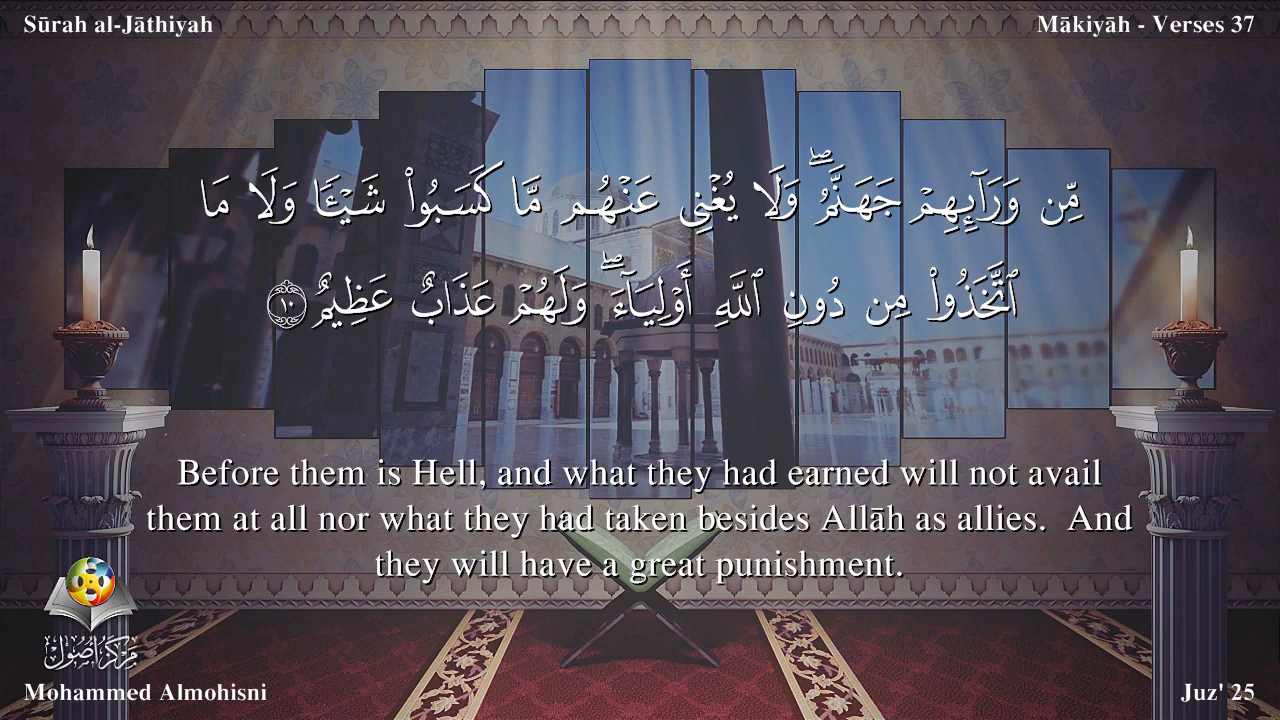 Sūrah al-Jāthiyah
Mākiyāh - Verses 37
مِّن وَرَآئِهِمۡ جَهَنَّمُۖ وَلَا يُغۡنِي عَنۡهُم مَّا كَسَبُواْ شَيۡـٔٗا وَلَا مَا
ٱتَّخَذُواْ مِن دُونِ ٱللَّهِ أَوۡلِيَآءَۖ وَلَهُمۡ عَذَابٌ عَظِيمٌ ١٠
Before them is Hell, and what they had earned will not avail
them at all nor what they had taken besides Allāh as allies. And
they will have a great punishment.
مركز أصول
Mohammed Almohisni
Juz' 25